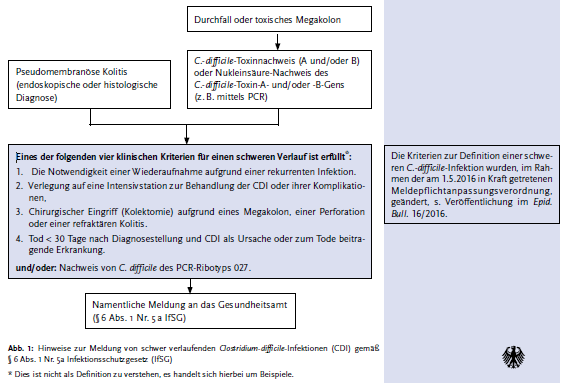 Durchfall oder toxisches Megakolon
C.-difficile-Toxinnachweis (A und/oder B)
oder Nukleinsäure-Nachweis des
C.-difficile-Toxin-A- und/oder -B-Gens
(z. B. mittels PCR)
Pseudomembranöse Kolitis
(endoskopische oder histologische
Diagnose)
Eines der folgenden vier klinischen Kriterien für einen schweren Verlauf ist erfüllt*:
1. Die Notwendigkeit einer Wiederaufnahme aufgrund einer rekurrenten Infektion.
2. Verlegung auf eine Intensivstation zur Behandlung der CDI oder ihrer Komplikatio-
nen,
3. Chirurgischer Eingriff (Kolektomie) aufgrund eines Megakolon, einer Perforation
oder einer refraktären Kolitis.
4. Tod < 30 Tage nach Diagnosestellung und CDI als Ursache oder zum Tode beitra-
gende Erkrankung.
und/oder: Nachweis von C. difficile des PCR-Ribotyps 027.
Die Kriterien zur Definition einer schwe-
ren C.-difficile-Infektion wurden, im Rah-
men der am 1.5.2016 in Kraft getretenen
Meldepflichtanpassungsverordnung,
geändert, s. Veröffentlichung im Epid.
Bull. 16/2016.
Namentliche Meldung an das Gesundheitsamt
(§ 6 Abs. 1 Nr. 5 a IfSG)
Abb. 1: Hinweise zur Meldung von schwer verlaufenden Clostridium-difficile-Infektionen (CDI) gemäß
§ 6 Abs. 1 Nr. 5a Infektionsschutzgesetz (IfSG)
* Dies ist nicht als Definition zu verstehen, es handelt sich hierbei um Beispiele.